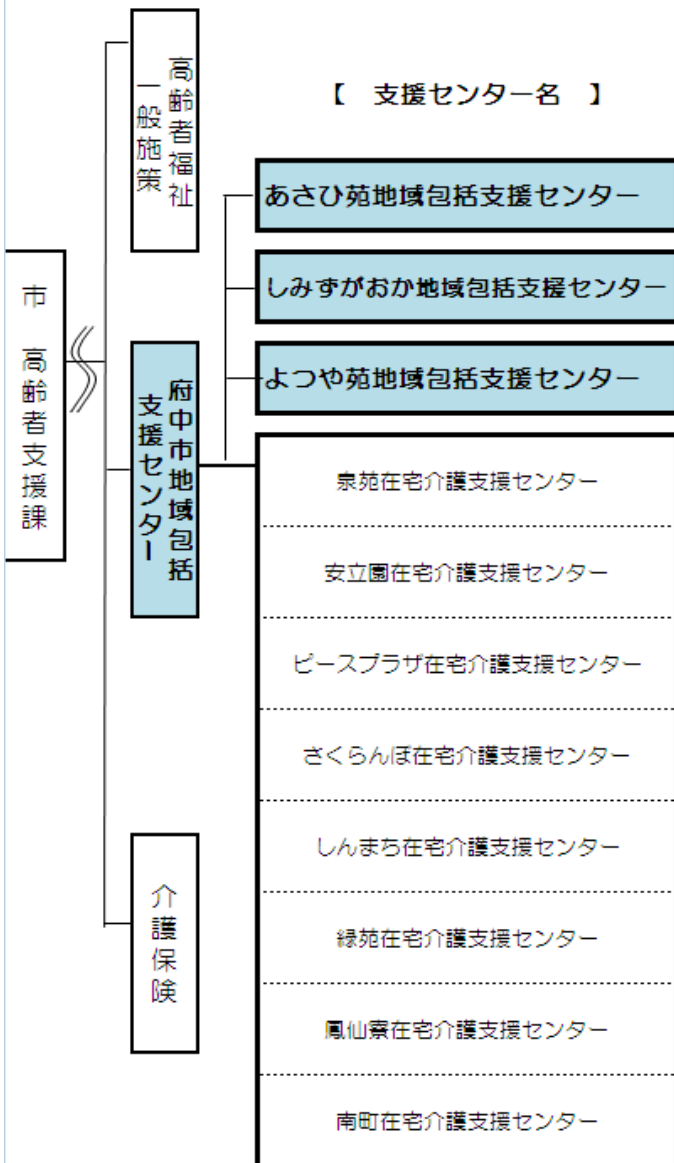 市 高齢者支援課
高齢者福祉
一般施策
府中市地域包括
支援センター
介護保険
【 支援センター名 】
あさひ苑地域包括支援センター
しみずがおか地域包括支援センター
よつや苑地域包括支援センター
泉苑在宅介護支援センター
安立園在宅介護支援センター
ピースプラザ在宅介護支援センター
さくらんぼ在宅介護支援センター
しんまち在宅介護支援センター
緑苑在宅介護支援センター
鳳仙寮在宅介護支援センター
南町在宅介護支援センター